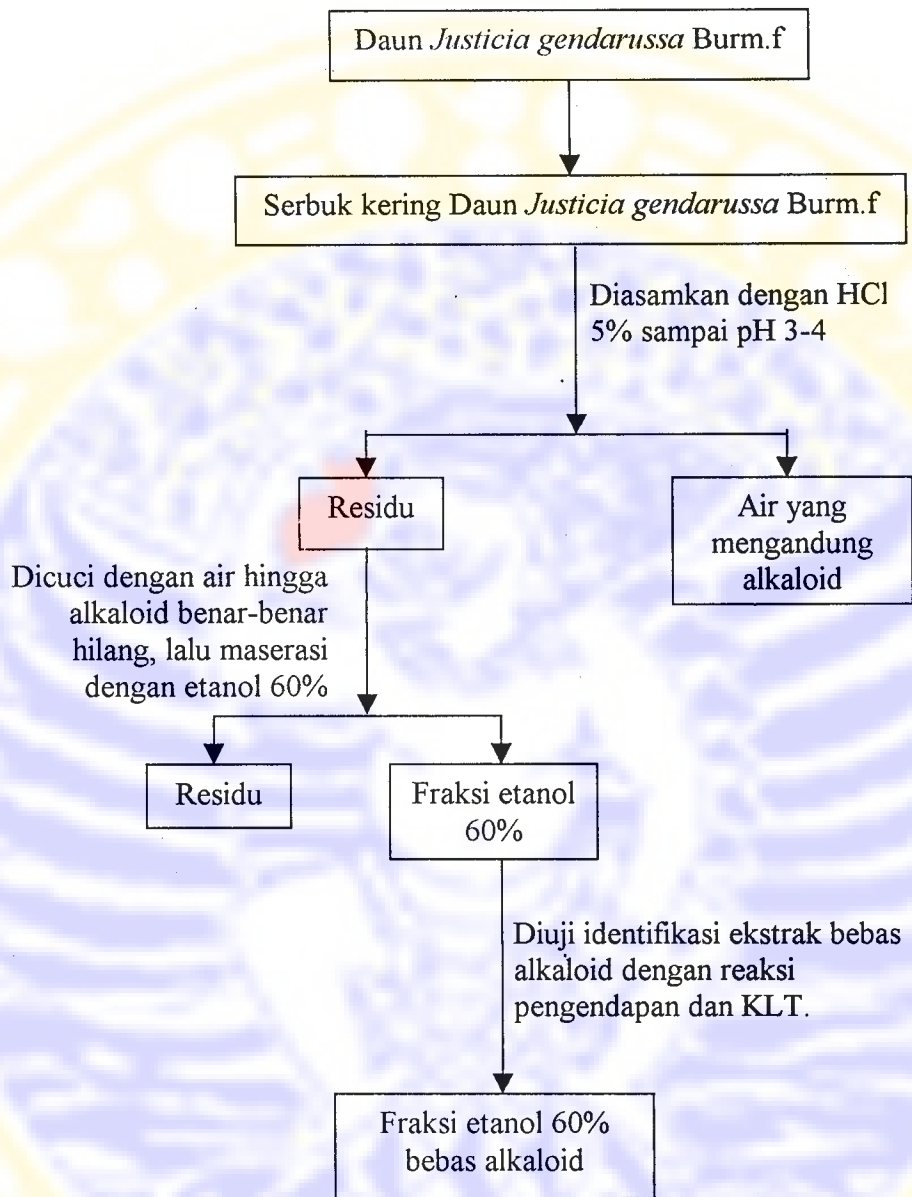 Daun Justicia gendarussa Burm.f
Serbuk kering Daun Justicia gendarussa Burm.f
Diasamkan dengan HCl
5% sampai pH 3-4
Residu
Air yang
mengandung
alkaloid
Dicuci dengan air hingga
alkaloid benar-benar
hilang, lalu maserasi
dengan etanol 60%
Residu
Fraksi etanol
60%
Diuji identifikasi ekstrak bebas
alkaloid dengan reaksi
pengendapan dan KLT.
Fraksi etanol 60%
bebas alkaloid